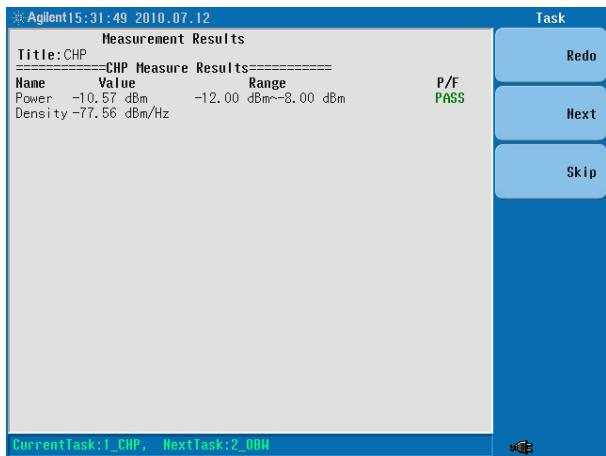 Agilent 15:31:49 2010.07.12 Task
Measurement Results
Title:CHP
============CHP Measure Results===========
Name Value Range P/F
Power -10.57 dBm -12.00 dBm~-8.00 dBm PASS
Density -77.56 dBm/Hz
Redo
Next
Skip
CurrentTask:1_CHP, NextTask:2_OBW